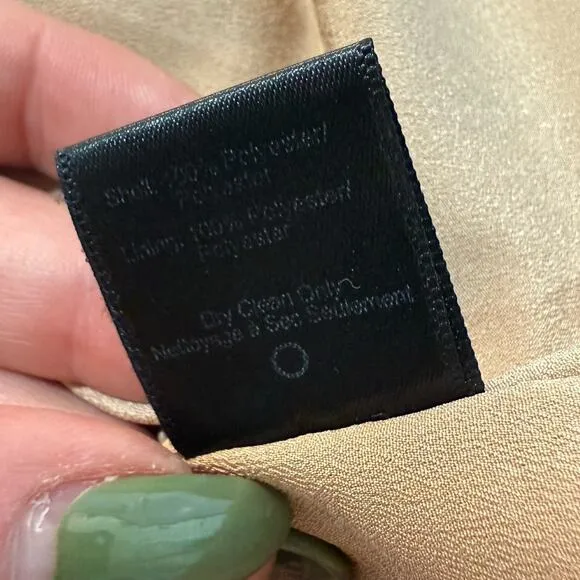 Shell: 100% Polyester/
Polyester
Lining: 100% Polyester/
Polyester
Dry Clean Only
Nettoyage à Sec Seulement